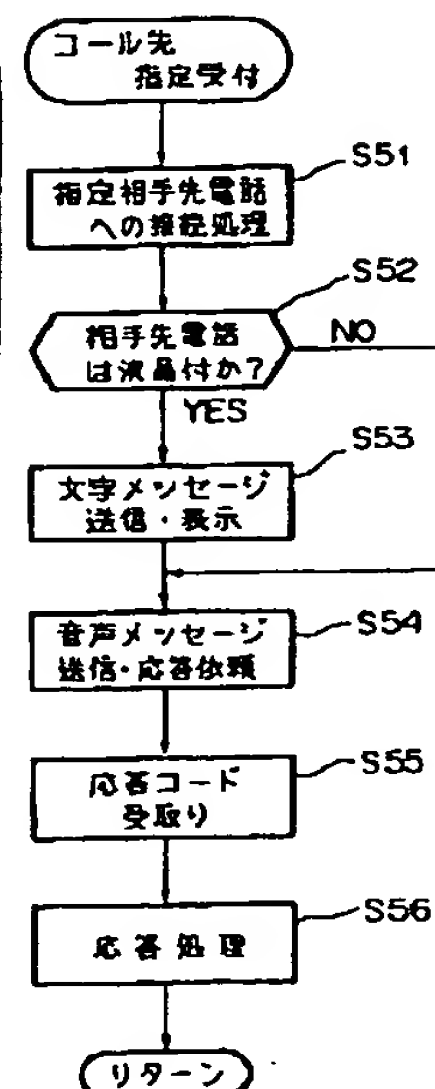 コール先
指定受付
S51
指定相手先電話
への接続処理
S52
相手先電話
は液晶付か?
NO
YES
S53
文字メッセージ
送信・表示
S54
音声メッセージ
送信・応答依頼
S55
応答コード
受取り
S56
応答処理
リターン